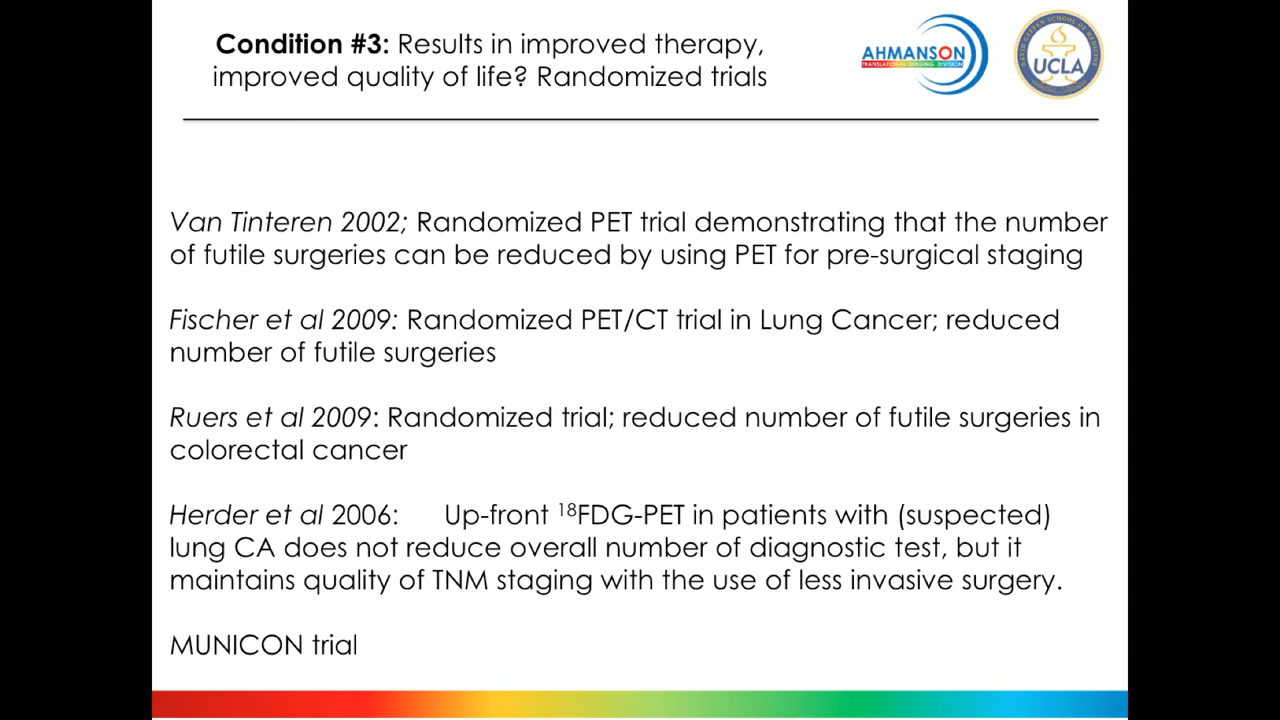 Condition #3: Results in improved therapy,
improved quality of life? Randomized trials
AHMANSON
TRANSLATIONAL IMAGING DIVISION
UCLA
Van Tinteren 2002; Randomized PET trial demonstrating that the number
of futile surgeries can be reduced by using PET for pre-surgical staging
Fischer et al 2009: Randomized PET/CT trial in Lung Cancer; reduced
number of futile surgeries
Ruers et al 2009: Randomized trial; reduced number of futile surgeries in
colorectal cancer
Herder et al 2006: Up-front ¹⁸FDG-PET in patients with (suspected)
lung CA does not reduce overall number of diagnostic test, but it
maintains quality of TNM staging with the use of less invasive surgery.
MUNICON trial